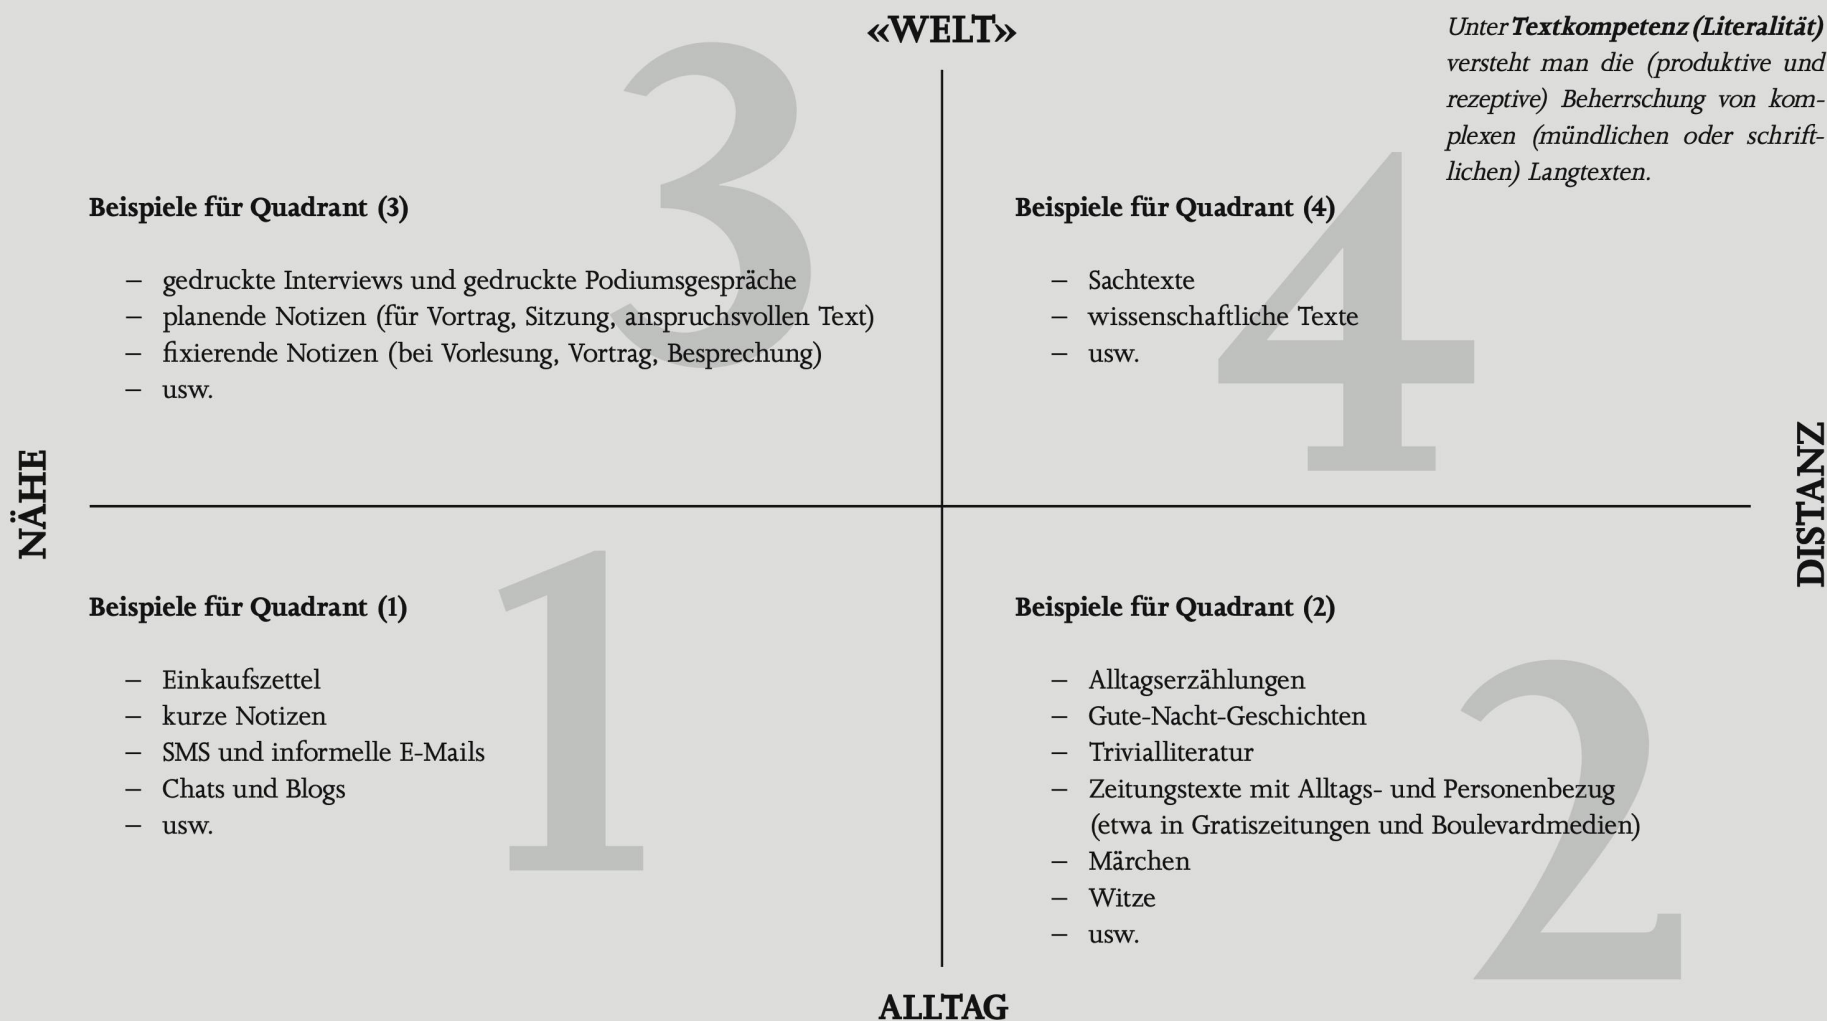 «WELT»
Unter Textkompetenz (Literalität)
versteht man die (produktive und
rezeptive) Beherrschung von kom-
plexen (mündlichen oder schrift-
lichen) Langtexten.
3
Beispiele für Quadrant (3)
– gedruckte Interviews und gedruckte Podiumsgespräche
– planende Notizen (für Vortrag, Sitzung, anspruchsvollen Text)
– fixierende Notizen (bei Vorlesung, Vortrag, Besprechung)
– usw.
4
Beispiele für Quadrant (4)
– Sachtexte
– wissenschaftliche Texte
– usw.
NÄHE
DISTANZ
1
Beispiele für Quadrant (1)
– Einkaufszettel
– kurze Notizen
– SMS und informelle E-Mails
– Chats und Blogs
– usw.
2
Beispiele für Quadrant (2)
– Alltagserzählungen
– Gute-Nacht-Geschichten
– Trivialliteratur
– Zeitungstexte mit Alltags- und Personenbezug
(etwa in Gratiszeitungen und Boulevardmedien)
– Märchen
– Witze
– usw.
ALLTAG